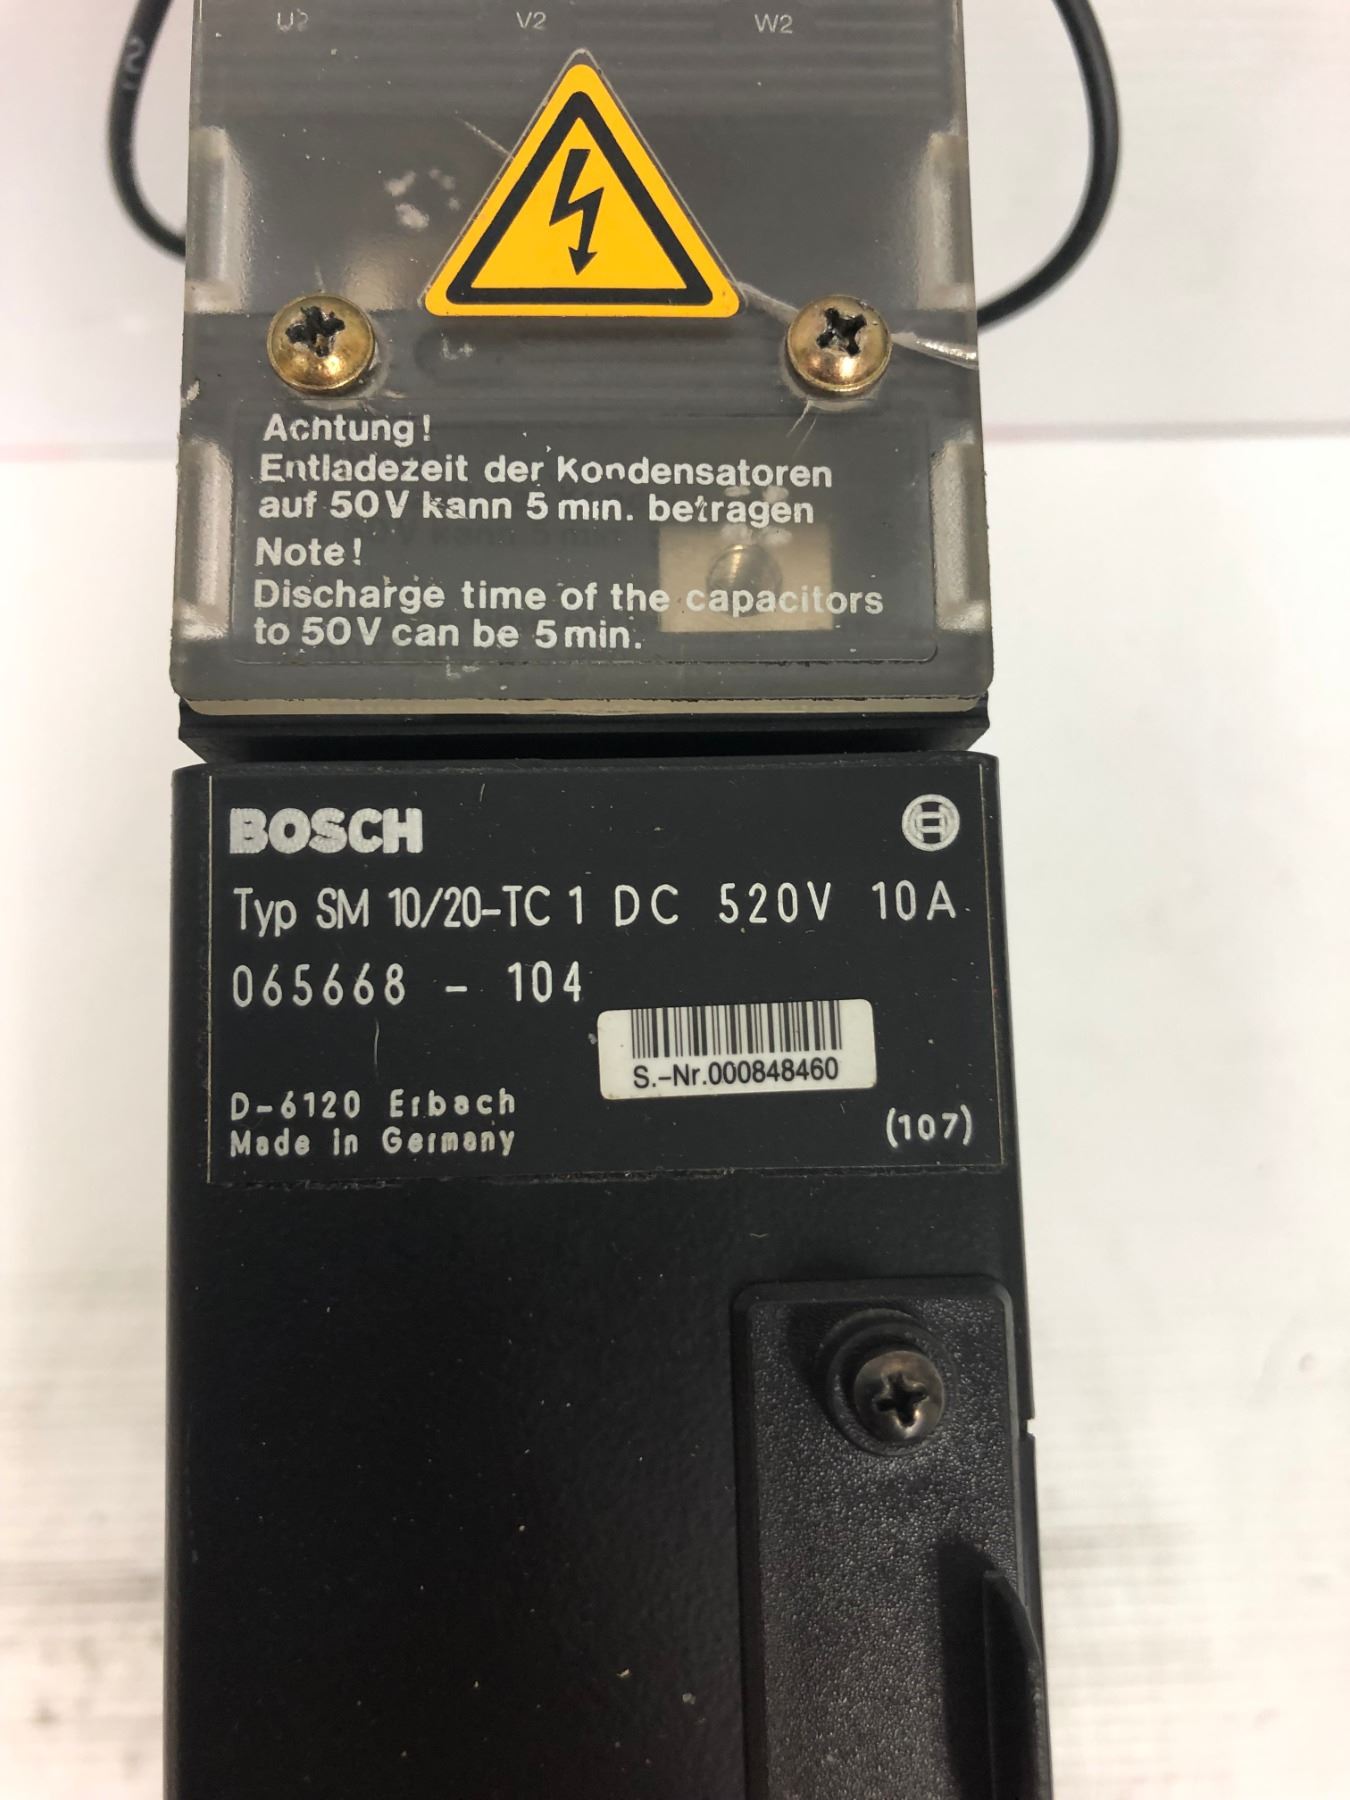 U2 V2 W2
L+
Achtung!
Entladezeit der Kondensatoren
auf 50V kann 5 min. betragen
Note!
Discharge time of the capacitors
to 50V can be 5 min.
L-
BOSCH
Typ SM 10/20-TC 1 DC 520V 10A
065668 - 104
S.-Nr.000848460
D-6120 Erbach
Made in Germany
(107)